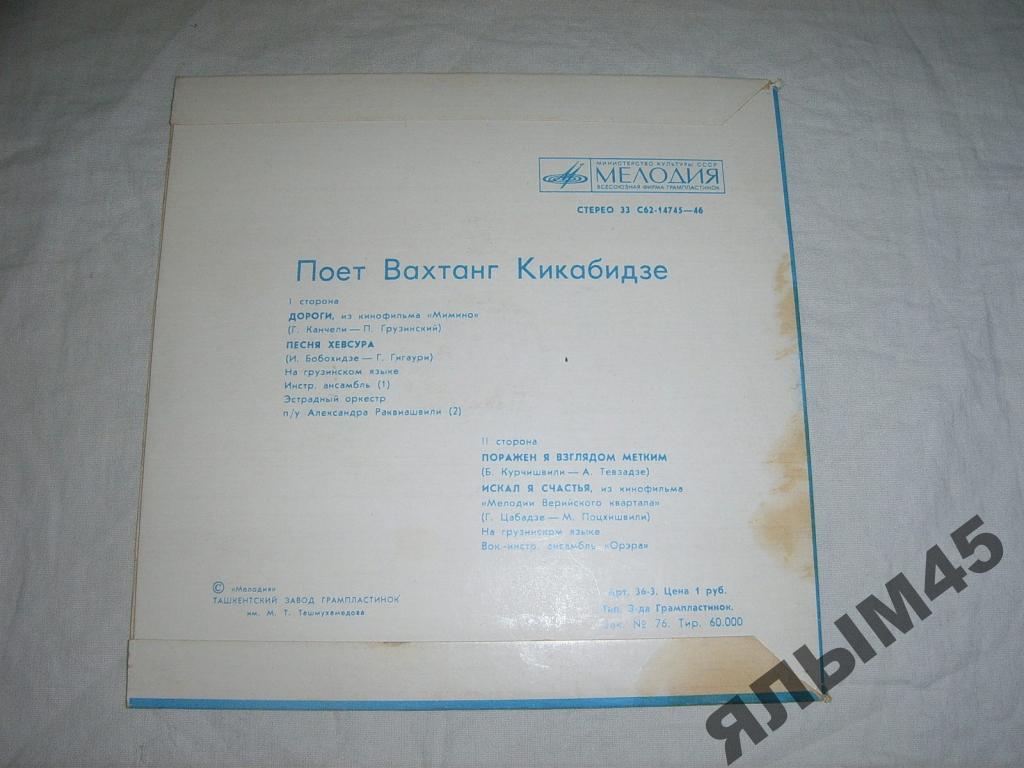 МИНИСТЕРСТВО КУЛЬТУРЫ СССР
МЕЛОДИЯ
ВСЕСОЮЗНАЯ ФИРМА ГРАМПЛАСТИНОК
СТЕРЕО 33 С62-14745—46
Поет Вахтанг Кикабидзе
I сторона
ДОРОГИ, из кинофильма «Мимино»
(Г. Канчели — П. Грузинский)
ПЕСНЯ ХЕВСУРА
(И. Бобохидзе — Г. Гигаури)
На грузинском языке
Инстр. ансамбль (1)
Эстрадный оркестр
п/у Александра Раквиашвили (2)
II сторона
ПОРАЖЕН Я ВЗГЛЯДОМ МЕТКИМ
(Б. Курчишвили — А. Тевзадзе)
ИСКАЛ Я СЧАСТЬЯ, из кинофильма
«Мелодии Верийского квартала»
(Г. Цабадзе — М. Поцхишвили)
На грузинском языке
Вок.-инстр. ансамбль «Орэра»
© «Мелодия»
ТАШКЕНТСКИЙ ЗАВОД ГРАМПЛАСТИНОК
им. М. Т. Ташмухамедова
Арт. 36-3. Цена 1 руб.
Тип. З-да Грампластинок.
Зак. № 76. Тир. 60.000
ЯЛЫМ45